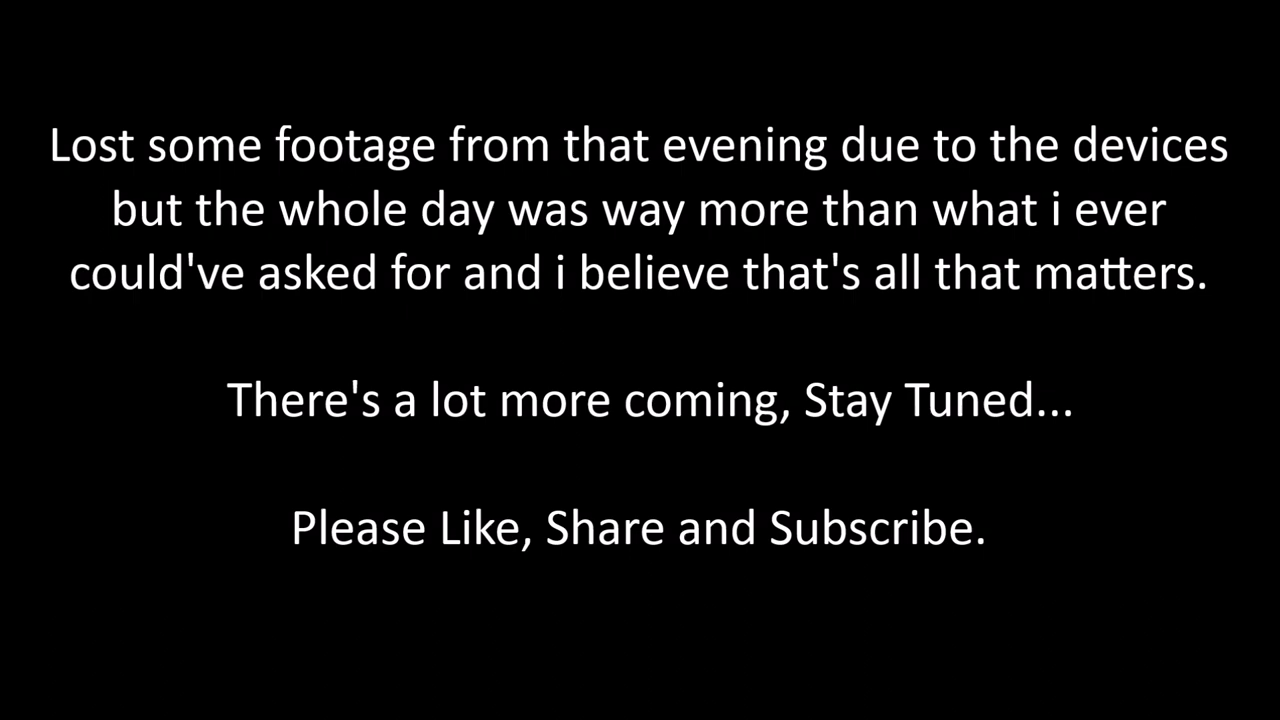 Lost some footage from that evening due to the devices
but the whole day was way more than what i ever
could've asked for and i believe that's all that matters.
There's a lot more coming, Stay Tuned...
Please Like, Share and Subscribe.